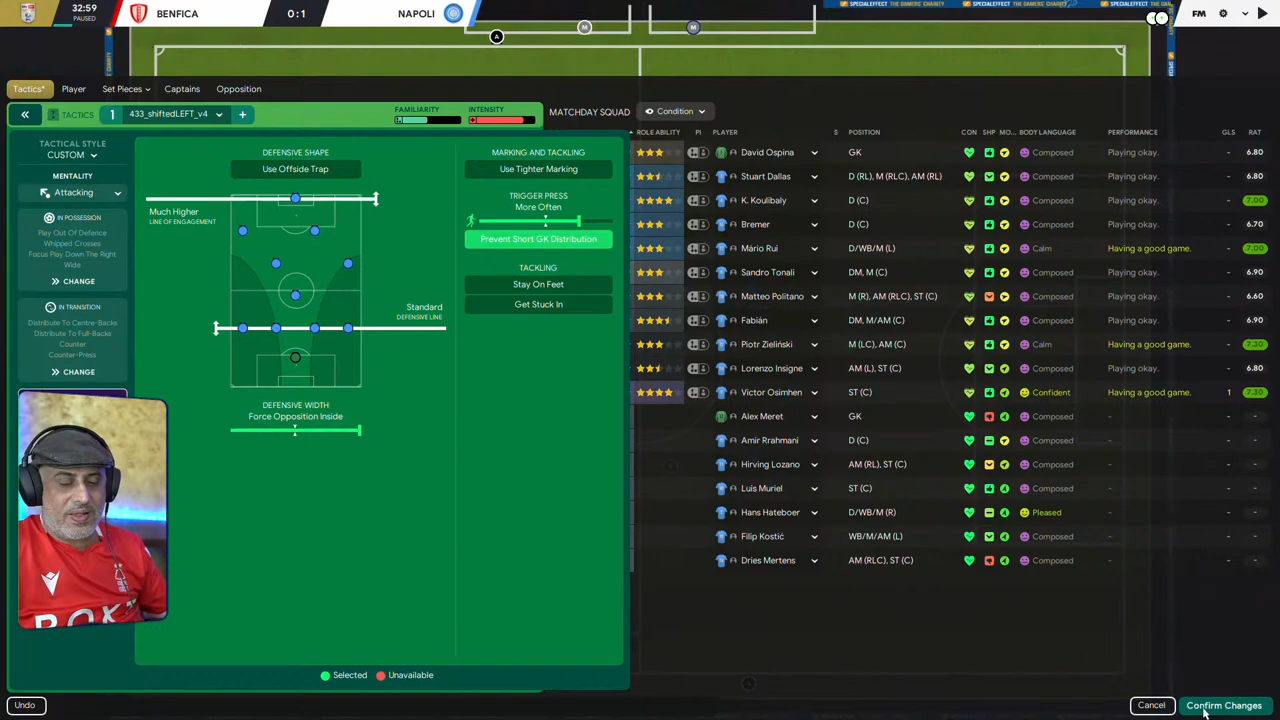 32:59
PAUSED
BENFICA
0 : 1
NAPOLI
SPECIALEFFECT THE GAMERS' CHARITY
SPECIALEFFECT THE GAMERS' CHARITY
FM
A
M
M
Tactics*
Player
Set Pieces
Captains
Opposition
TACTICS
1
433_shiftedLEFT_v4
FAMILIARITY
INTENSITY
MATCHDAY SQUAD
Condition
TACTICAL STYLE
CUSTOM
MENTALITY
Attacking
IN POSSESSION
Play Out Of Defence
Whipped Crosses
Focus Play Down The Right
Wide
CHANGE
IN TRANSITION
Distribute To Centre-Backs
Distribute To Full-Backs
Counter
Counter-Press
CHANGE
DEFENSIVE SHAPE
Use Offside Trap
Much Higher
LINE OF ENGAGEMENT
Standard
DEFENSIVE LINE
DEFENSIVE WIDTH
Force Opposition Inside
MARKING AND TACKLING
Use Tighter Marking
TRIGGER PRESS
More Often
Prevent Short GK Distribution
TACKLING
Stay On Feet
Get Stuck In
ROLE ABILITY PI PLAYER S POSITION CON SHP MO... BODY LANGUAGE PERFORMANCE GLS RAT
David Ospina GK Composed Playing okay. - 6.80
Stuart Dallas D (RL), M (RLC), AM (RL) Composed Playing okay. - 6.80
K. Koulibaly D (C) Composed Playing okay. - 7.00
Bremer D (C) Composed Playing okay. - 6.70
Mário Rui D/WB/M (L) Calm Having a good game. - 7.00
Sandro Tonali DM, M (C) Composed Playing okay. - 6.90
Matteo Politano M (R), AM (RLC), ST (C) Composed Playing okay. - 6.60
Fabián DM, M/AM (C) Composed Playing okay. - 6.90
Piotr Zieliński M (LC), AM (C) Calm Having a good game. - 7.30
Lorenzo Insigne AM (L), ST (C) Composed Playing okay. - 6.80
Victor Osimhen ST (C) Confident Having a good game. 1 7.30
Alex Meret GK Composed - - -
Amir Rrahmani D (C) Composed - - -
Hirving Lozano AM (RL), ST (C) Composed - - -
Luis Muriel ST (C) Composed - - -
Hans Hateboer D/WB/M (R) Pleased - - -
Filip Kostić WB/M/AM (L) Composed - - -
Dries Mertens AM (RLC), ST (C) Composed - - -
Selected
Unavailable
Undo
Cancel
Confirm Changes